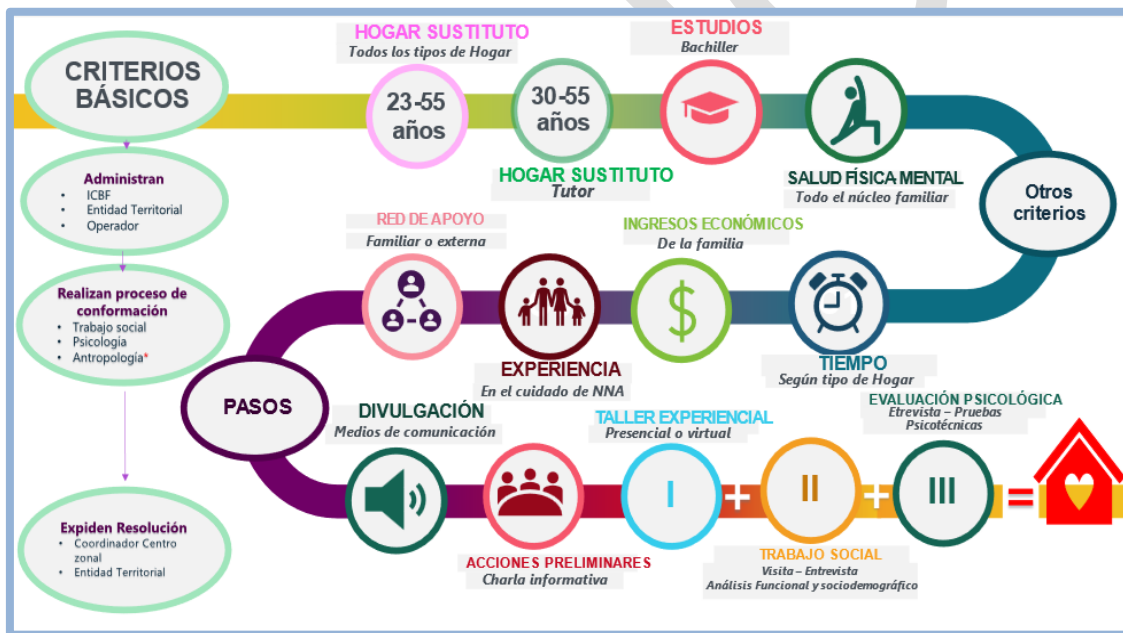 CRITERIOS
BÁSICOS
Administran
• ICBF
• Entidad Territorial
• Operador
Realizan proceso de
conformación
• Trabajo social
• Psicología
• Antropología*
Expiden Resolución
• Coordinador Centro
zonal
• Entidad Territorial
HOGAR SUSTITUTO
Todos los tipos de Hogar
23-55
años
30-55
años
HOGAR SUSTITUTO
Tutor
ESTUDIOS
Bachiller
SALUD FÍSICA MENTAL
Todo el núcleo familiar
Otros
criterios
RED DE APOYO
Familiar o externa
EXPERIENCIA
En el cuidado de NNA
INGRESOS ECONÓMICOS
De la familia
$
TIEMPO
Según tipo de Hogar
PASOS
DIVULGACIÓN
Medios de comunicación
ACCIONES PRELIMINARES
Charla informativa
TALLER EXPERIENCIAL
Presencial o virtual
I
+
II
TRABAJO SOCIAL
Visita – Entrevista
Análisis Funcional y sociodemográfico
+
EVALUACIÓN PSICOLÓGICA
Etrevista – Pruebas
Psicotécnicas
III
=